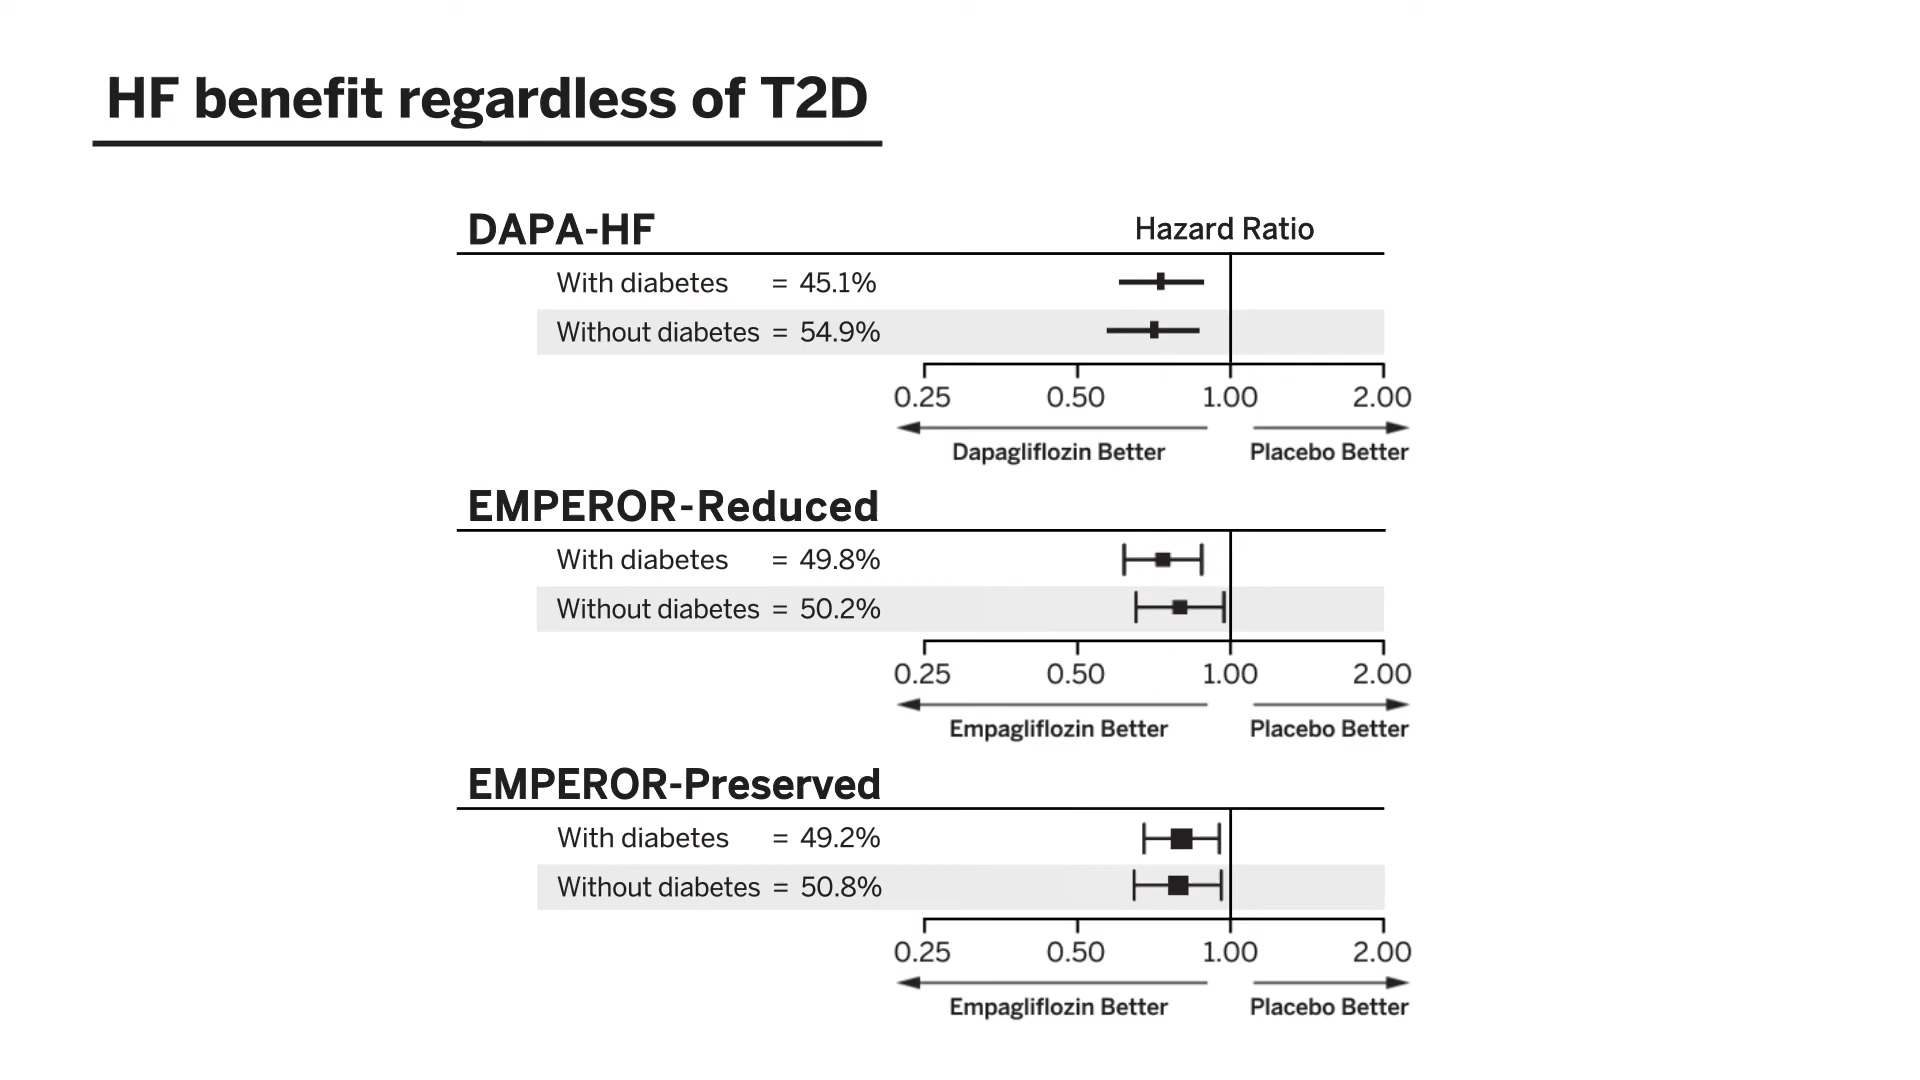 HF benefit regardless of T2D
DAPA-HF Hazard Ratio
With diabetes = 45.1%
Without diabetes = 54.9%
0.25 0.50 1.00 2.00
Dapagliflozin Better Placebo Better
EMPEROR-Reduced
With diabetes = 49.8%
Without diabetes = 50.2%
0.25 0.50 1.00 2.00
Empagliflozin Better Placebo Better
EMPEROR-Preserved
With diabetes = 49.2%
Without diabetes = 50.8%
0.25 0.50 1.00 2.00
Empagliflozin Better Placebo Better